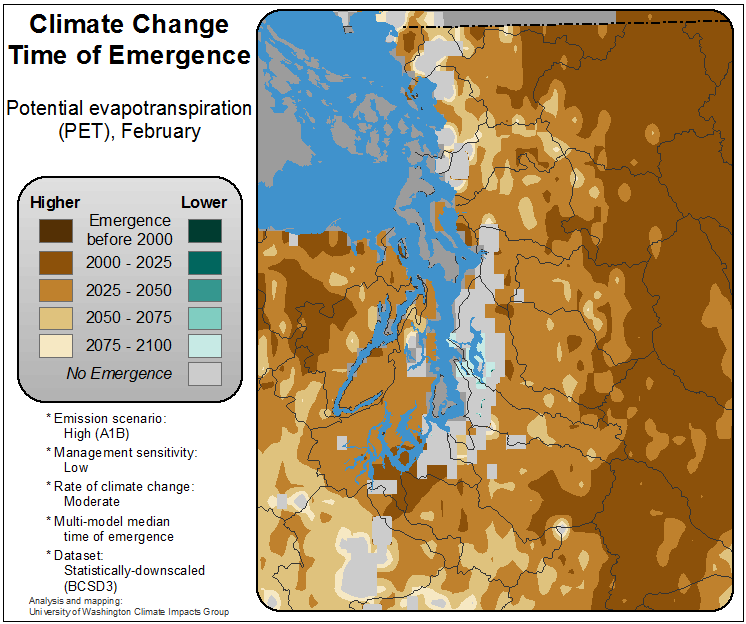 Climate Change
Time of Emergence
Potential evapotranspiration
(PET), February
Higher Lower
Emergence
before 2000
2000 - 2025
2025 - 2050
2050 - 2075
2075 - 2100
No Emergence
* Emission scenario:
High (A1B)
* Management sensitivity:
Low
* Rate of climate change:
Moderate
* Multi-model median
time of emergence
* Dataset:
Statistically-downscaled
(BCSD3)
Analysis and mapping:
University of Washington Climate Impacts Group